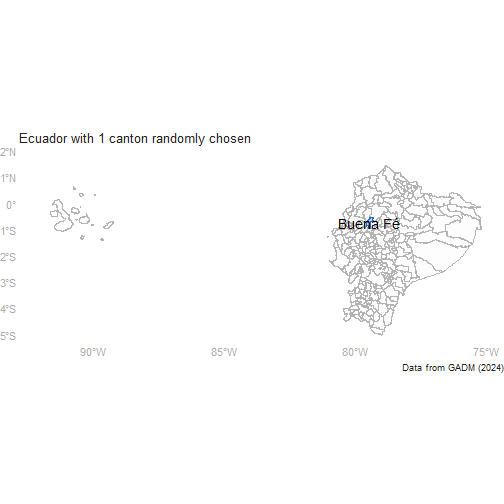 Ecuador with 1 canton randomly chosen
2°N
1°N
0°
1°S
2°S
3°S
4°S
5°S
Buena Fé
90°W
85°W
80°W
75°W
Data from GADM (2024)